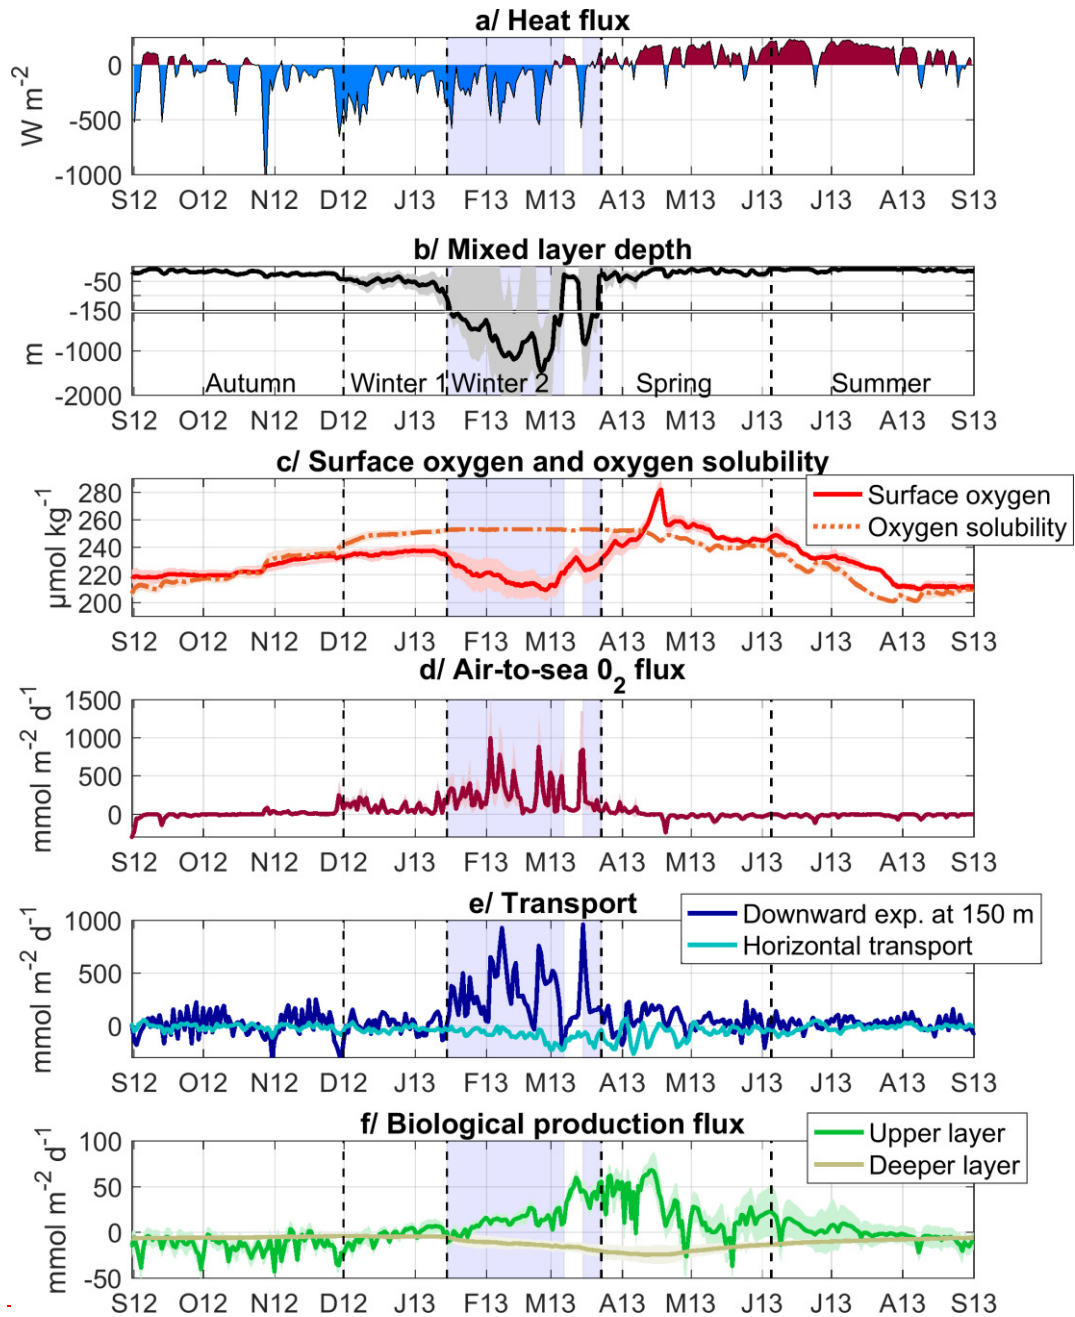 a/ Heat flux
W m-2
0
-500
-1000
S12 O12 N12 D12 J13 F13 M13 A13 M13 J13 J13 A13 S13
b/ Mixed layer depth
m
-50
-150
-1000
-2000
Autumn Winter 1 Winter 2 Spring Summer
S12 O12 N12 D12 J13 F13 M13 A13 M13 J13 J13 A13 S13
c/ Surface oxygen and oxygen solubility
μmol kg-1
280
260
240
220
200
Surface oxygen
Oxygen solubility
S12 O12 N12 D12 J13 F13 M13 A13 M13 J13 J13 A13 S13
d/ Air-to-sea 02 flux
mmol m-2 d-1
1500
1000
500
0
S12 O12 N12 D12 J13 F13 M13 A13 M13 J13 J13 A13 S13
e/ Transport
mmol m-2 d-1
1000
500
0
Downward exp. at 150 m
Horizontal transport
S12 O12 N12 D12 J13 F13 M13 A13 M13 J13 J13 A13 S13
f/ Biological production flux
mmol m-2 d-1
100
50
0
-50
Upper layer
Deeper layer
S12 O12 N12 D12 J13 F13 M13 A13 M13 J13 J13 A13 S13